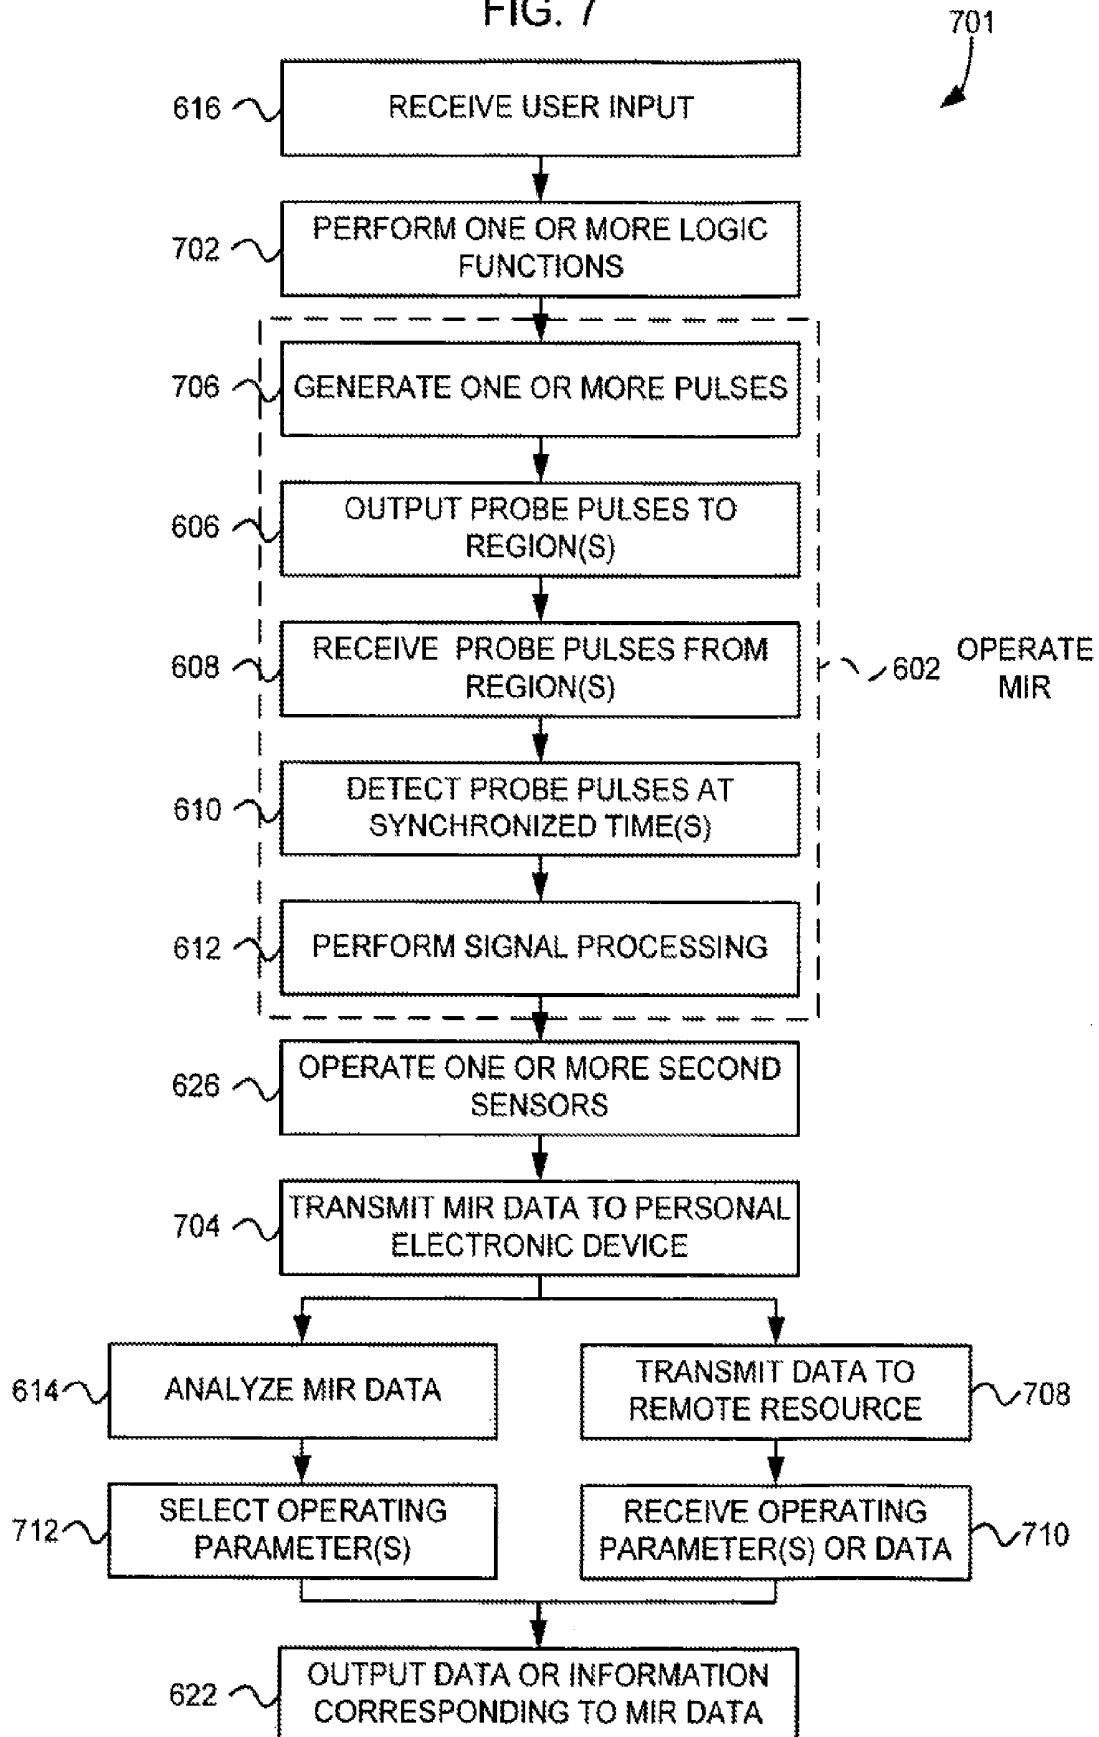 FIG. 7
701
616
RECEIVE USER INPUT
702
PERFORM ONE OR MORE LOGIC
FUNCTIONS
706
GENERATE ONE OR MORE PULSES
606
OUTPUT PROBE PULSES TO
REGION(S)
608
RECEIVE PROBE PULSES FROM
REGION(S)
602
OPERATE
MIR
610
DETECT PROBE PULSES AT
SYNCHRONIZED TIME(S)
612
PERFORM SIGNAL PROCESSING
626
OPERATE ONE OR MORE SECOND
SENSORS
704
TRANSMIT MIR DATA TO PERSONAL
ELECTRONIC DEVICE
614
ANALYZE MIR DATA
TRANSMIT DATA TO
REMOTE RESOURCE
708
712
SELECT OPERATING
PARAMETER(S)
RECEIVE OPERATING
PARAMETER(S) OR DATA
710
622
OUTPUT DATA OR INFORMATION
CORRESPONDING TO MIR DATA